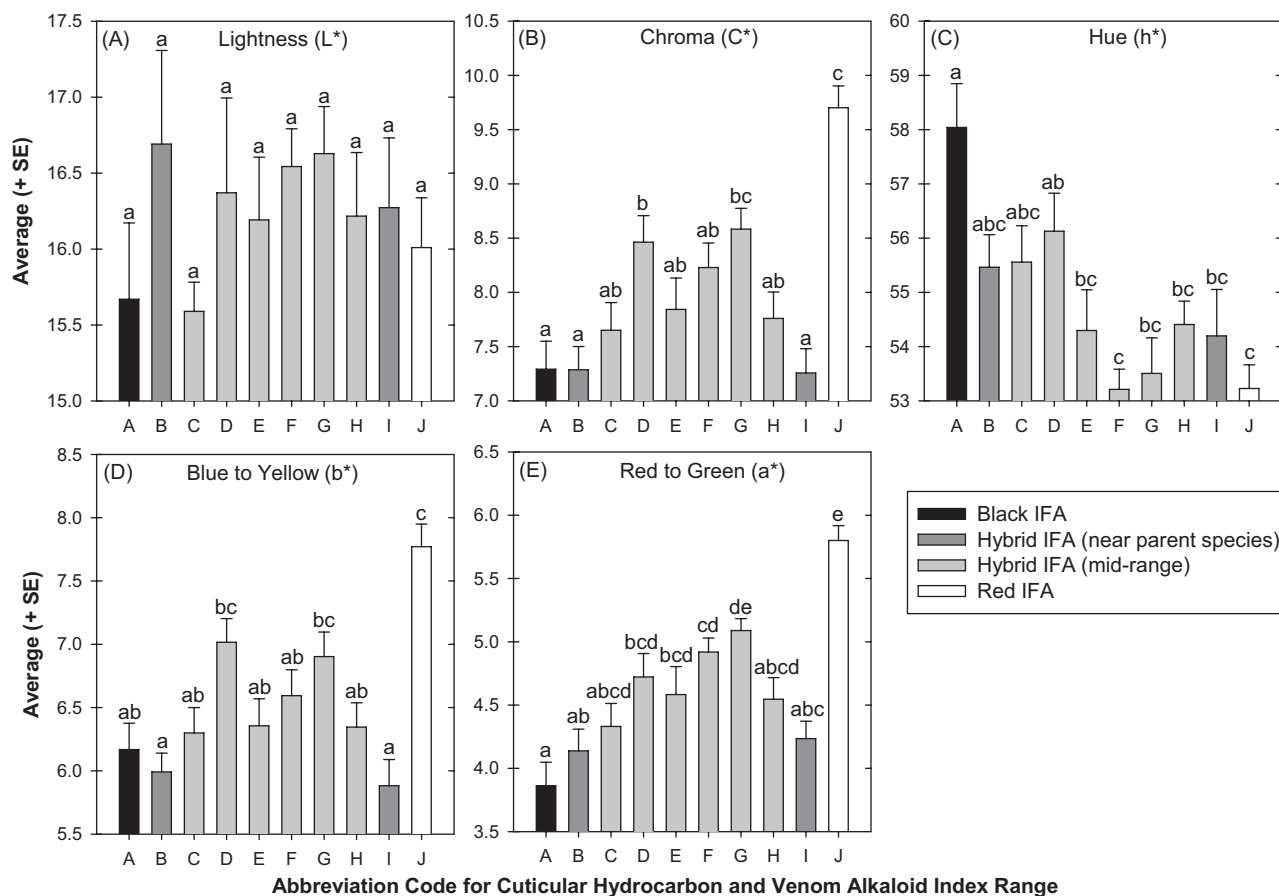 (A) Lightness (L*)
17.5
17.0
16.5
16.0
15.5
15.0
Average (+ SE)
a a a a a a a a a a
A B C D E F G H I J
(B) Chroma (C*)
10.0
9.5
9.0
8.5
8.0
7.5
7.0
a a ab b ab ab bc ab a c
A B C D E F G H I J
(C) Hue (h*)
60
59
58
57
56
55
54
53
a abc abc ab bc c bc bc bc c
A B C D E F G H I J
(D) Blue to Yellow (b*)
8.5
8.0
7.5
7.0
6.5
6.0
5.5
Average (+ SE)
ab a ab bc ab ab bc ab a c
A B C D E F G H I J
(E) Red to Green (a*)
6.5
6.0
5.5
5.0
4.5
4.0
3.5
a ab abcd bcd bcd cd de abcd abc e
A B C D E F G H I J
Black IFA
Hybrid IFA (near parent species)
Hybrid IFA (mid-range)
Red IFA
Abbreviation Code for Cuticular Hydrocarbon and Venom Alkaloid Index Range